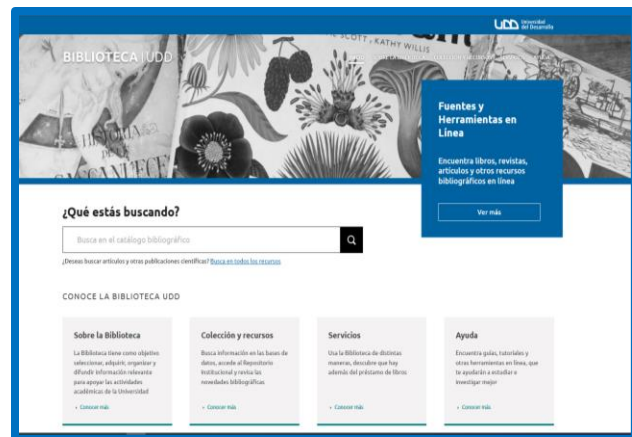 UDD Universidad
del Desarrollo
SCOTT, KATHY WILLIS
BIBLIOTECA | UDD
HISTORIA
Fuentes y
Herramientas en
Línea
Encuentra libros, revistas,
artículos y otros recursos
bibliográficos en línea
Ver más
¿Qué estás buscando?
Busca en el catálogo bibliográfico
¿Deseas buscar artículos y otras publicaciones científicas? Busca en todos los recursos
CONOCE LA BIBLIOTECA UDD
Sobre la Biblioteca
La Biblioteca tiene como objetivo
seleccionar, adquirir, organizar y
difundir información relevante
para apoyar las actividades
académicas de la Universidad
Conocer más
Colección y recursos
Busca información en las bases de
datos, accede al Repositorio
Institucional y revisa las
novedades bibliográficas
Conocer más
Servicios
Usa la Biblioteca de distintas
maneras, descubre que hay
además del préstamo de libros
Conocer más
Ayuda
Encuentra guías, tutoriales y
otras herramientas en línea, que
te ayudarán a estudiar e
investigar mejor
Conocer más